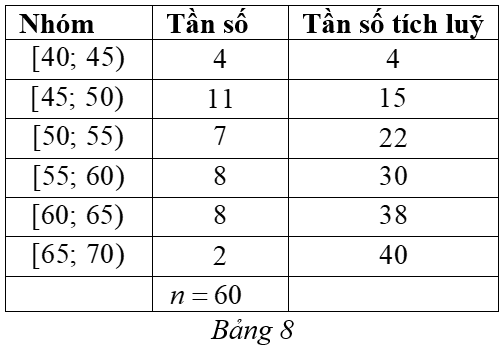 Nhóm Tần số Tần số tích luỹ
[40; 45) 4 4
[45; 50) 11 15
[50; 55) 7 22
[55; 60) 8 30
[60; 65) 8 38
[65; 70) 2 40
n = 60
Bảng 8